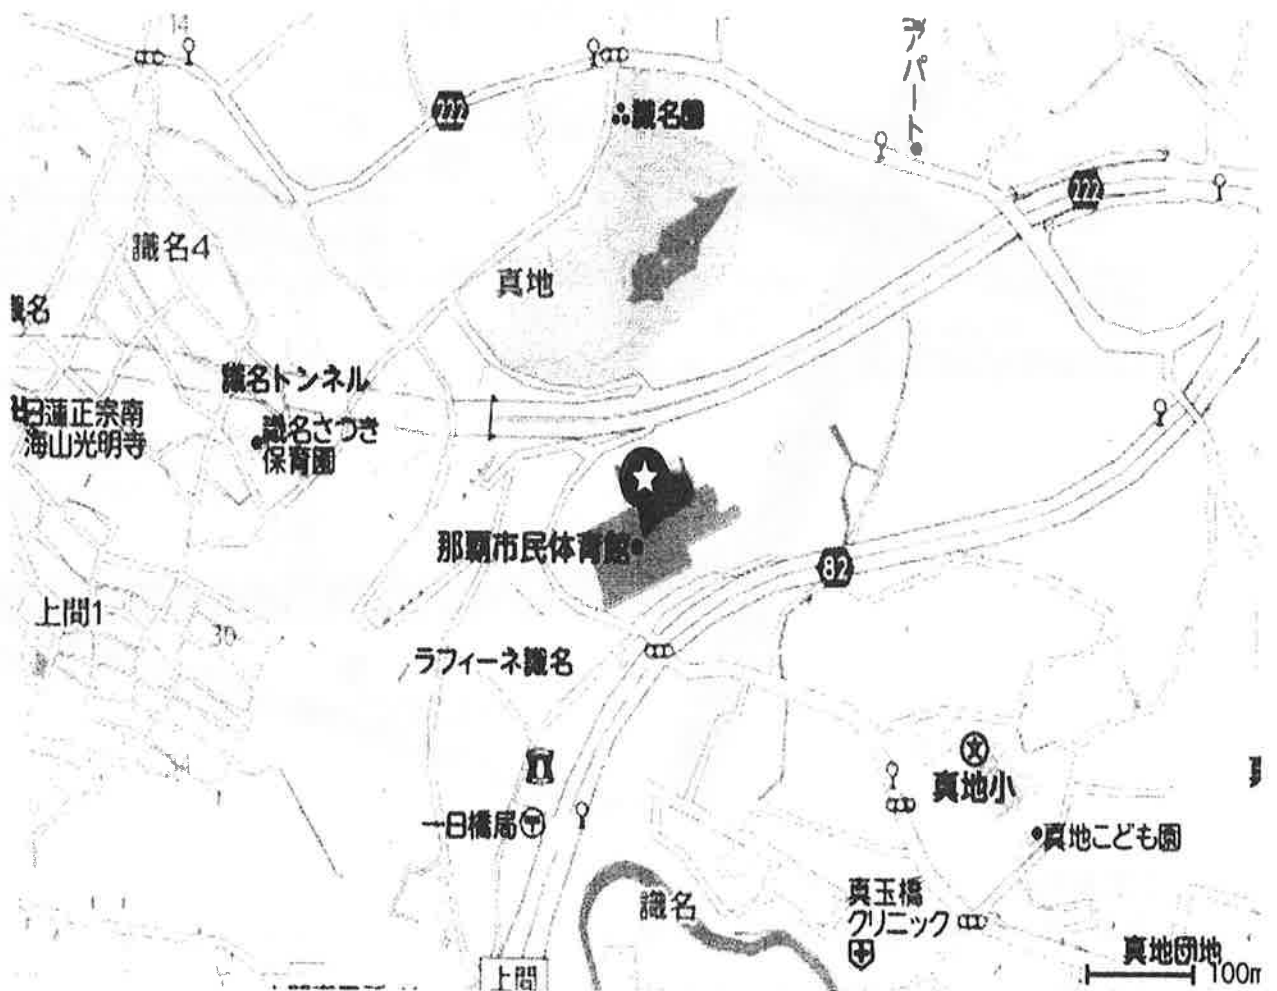 14
アパート
222
識名園
222
識名4
真地
識名
識名トンネル
日蓮正宗南
海山光明寺
識名さつき
保育園
那覇市民体育館
82
上間1
30
ラフィーネ識名
真地小
一日橋局
真地こども園
識名
真玉橋
クリニック
真地団地
上間
100m